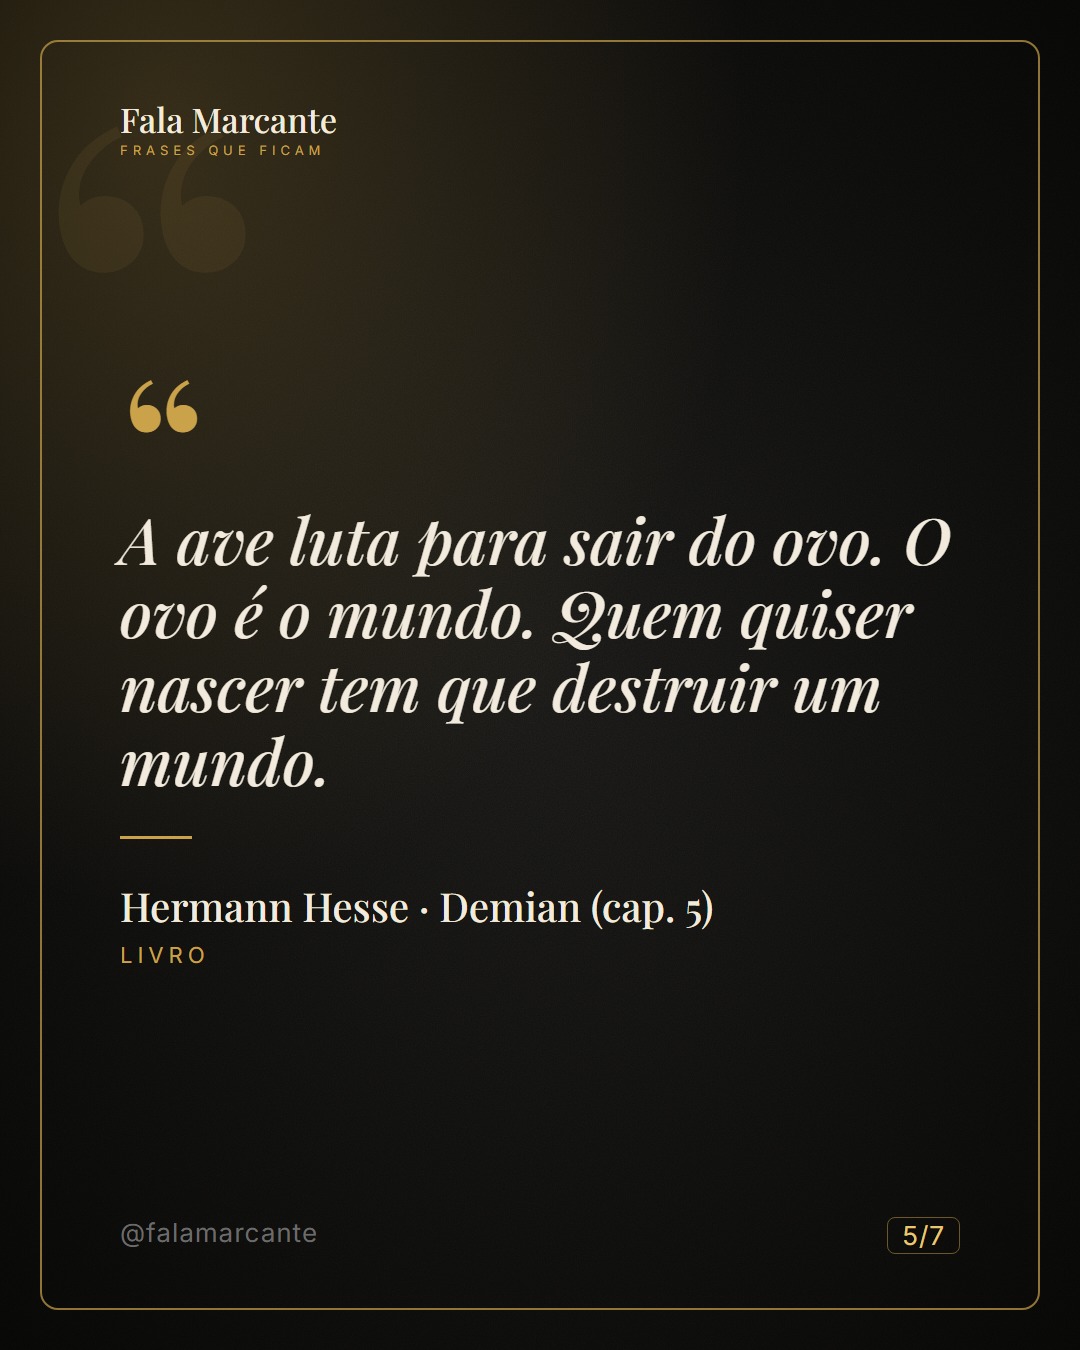 Fala Marcante
FRASES QUE FICAM
“
A ave luta para sair do ovo. O
ovo é o mundo. Quem quiser
nascer tem que destruir um
mundo.
Hermann Hesse · Demian (cap. 5)
LIVRO
@falamarcante
5/7